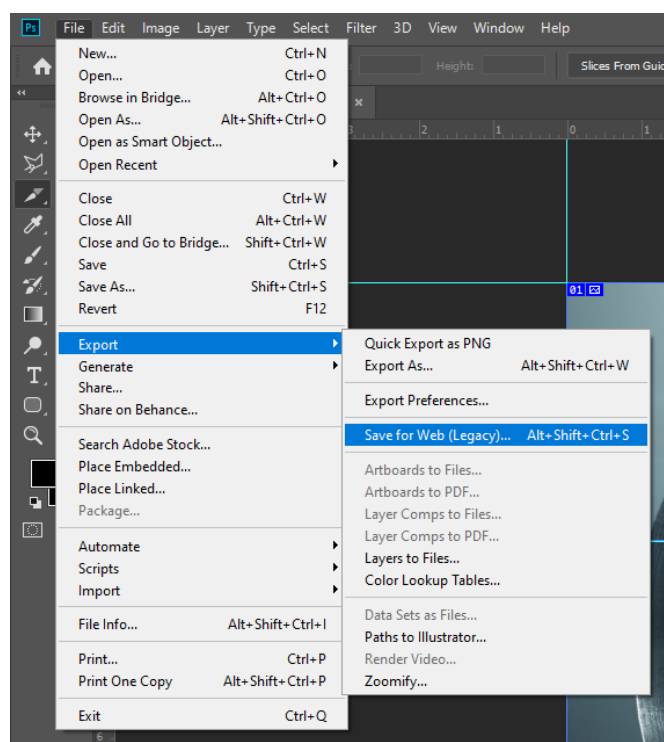 Ps File Edit Image Layer Type Select Filter 3D View Window Help
Height: Slices From Guid
New... Ctrl+N
Open... Ctrl+O
Browse in Bridge... Alt+Ctrl+O
Open As... Alt+Shift+Ctrl+O
Open as Smart Object...
Open Recent
Close Ctrl+W
Close All Alt+Ctrl+W
Close and Go to Bridge... Shift+Ctrl+W
Save Ctrl+S
Save As... Shift+Ctrl+S
Revert F12
Export
Generate
Share...
Share on Behance...
Search Adobe Stock...
Place Embedded...
Place Linked...
Package...
Automate
Scripts
Import
File Info... Alt+Shift+Ctrl+I
Print... Ctrl+P
Print One Copy Alt+Shift+Ctrl+P
Exit Ctrl+Q
3 2 1 0 1
01
Quick Export as PNG
Export As... Alt+Shift+Ctrl+W
Export Preferences...
Save for Web (Legacy)... Alt+Shift+Ctrl+S
Artboards to Files...
Artboards to PDF...
Layer Comps to Files...
Layer Comps to PDF...
Layers to Files...
Color Lookup Tables...
Data Sets as Files...
Paths to Illustrator...
Render Video...
Zoomify...
6